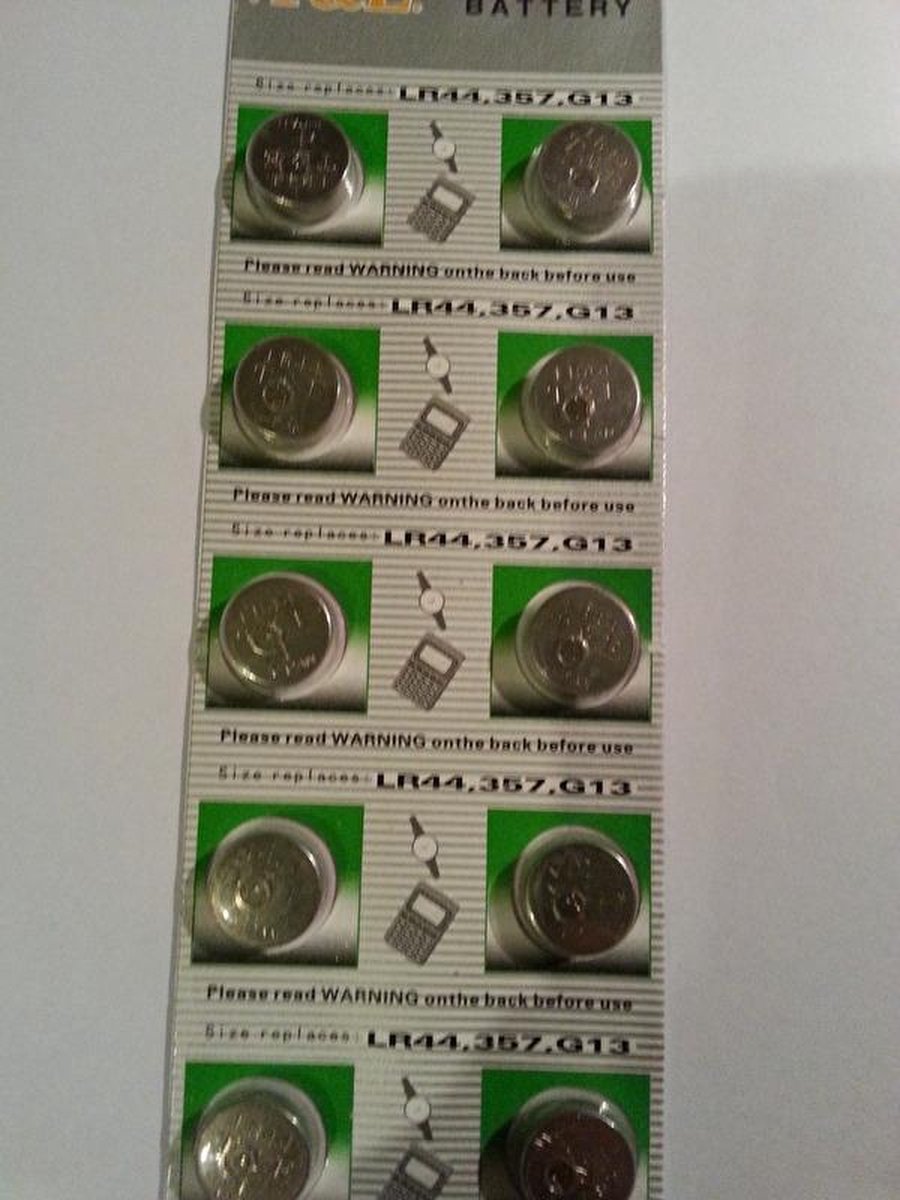 BATTERY
Size replaces: LR44,357,G13
Please read WARNING onthe back before use
Size replaces: LR44,357,G13
Please read WARNING onthe back before use
Size replaces: LR44,357,G13
Please read WARNING onthe back before use
Size replaces: LR44,357,G13
Please read WARNING onthe back before use
Size replaces: LR44,357,G13